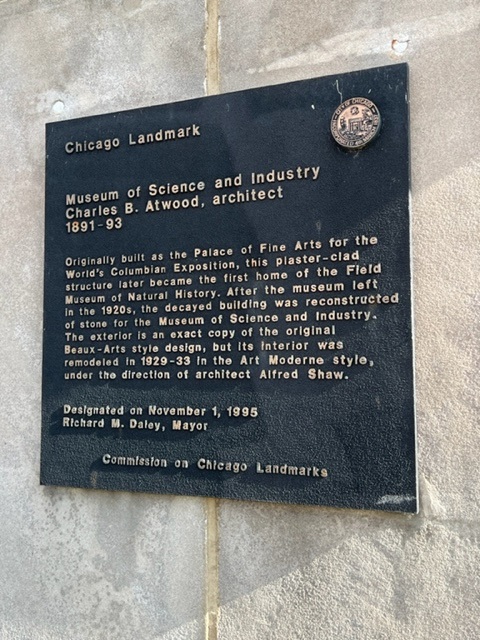 Chicago Landmark
CITY OF CHICAGO
Museum of Science and Industry
Charles B. Atwood, architect
1891-93
Originally built as the Palace of Fine Arts for the
World's Columbian Exposition, this plaster-clad
structure later became the first home of the Field
Museum of Natural History. After the museum left
in the 1920s, the decayed building was reconstructed
of stone for the Museum of Science and Industry.
The exterior is an exact copy of the original
Beaux-Arts style design, but its interior was
remodeled in 1929-33 in the Art Moderne style,
under the direction of architect Alfred Shaw.
Designated on November 1, 1995
Richard M. Daley, Mayor
Commission on Chicago Landmarks